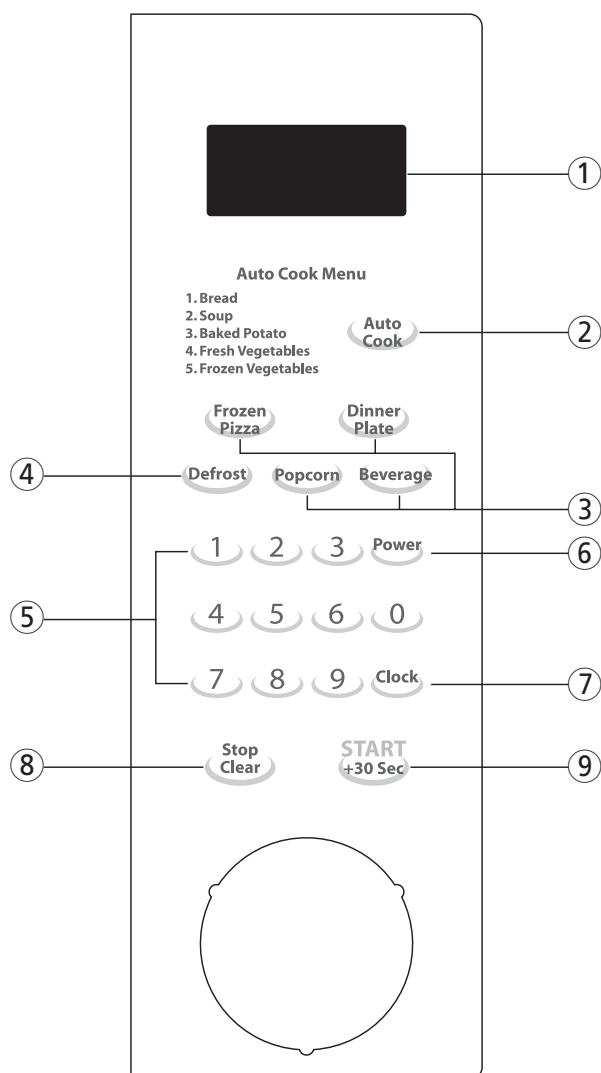 ①
Auto Cook Menu
1. Bread
2. Soup
3. Baked Potato
4. Fresh Vegetables
5. Frozen Vegetables
Auto
Cook
②
Frozen
Pizza
Dinner
Plate
④
Defrost
Popcorn
Beverage
③
1
2
3
Power
⑥
⑤
4
5
6
0
7
8
9
Clock
⑦
⑧
Stop
Clear
START
+30 Sec
⑨